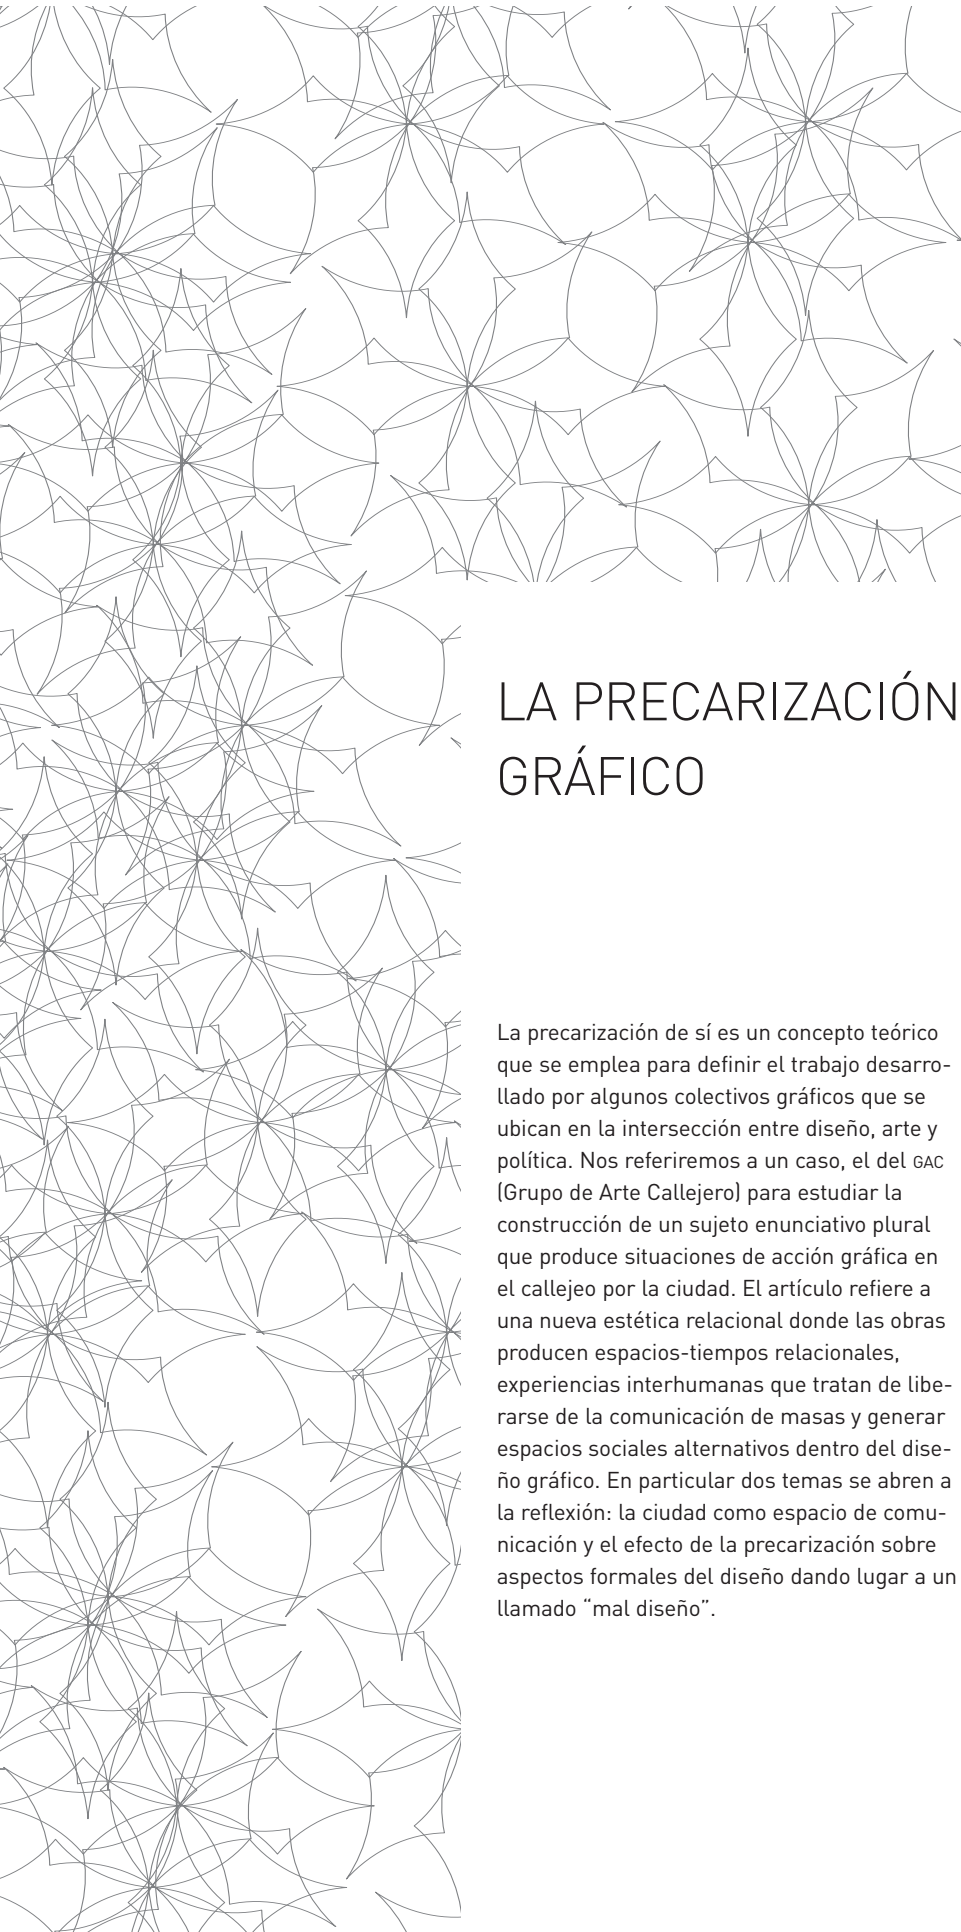 LA PRECARIZACIÓN
GRÁFICO
La precarización de sí es un concepto teórico
que se emplea para definir el trabajo desarro-
llado por algunos colectivos gráficos que se
ubican en la intersección entre diseño, arte y
política. Nos referiremos a un caso, el del GAC
(Grupo de Arte Callejero) para estudiar la
construcción de un sujeto enunciativo plural
que produce situaciones de acción gráfica en
el callejeo por la ciudad. El artículo refiere a
una nueva estética relacional donde las obras
producen espacios-tiempos relacionales,
experiencias interhumanas que tratan de libe-
rarse de la comunicación de masas y generar
espacios sociales alternativos dentro del dise-
ño gráfico. En particular dos temas se abren a
la reflexión: la ciudad como espacio de comu-
nicación y el efecto de la precarización sobre
aspectos formales del diseño dando lugar a un
llamado “mal diseño”.